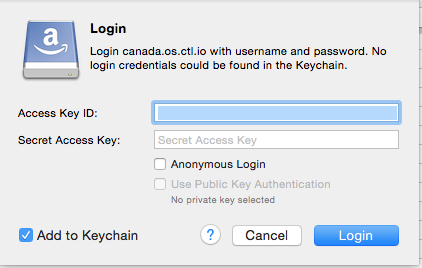 Login
Login canada.os.ctl.io with username and password. No
login credentials could be found in the Keychain.
Access Key ID:
Secret Access Key: Secret Access Key
Anonymous Login
Use Public Key Authentication
No private key selected
Add to Keychain ? Cancel Login